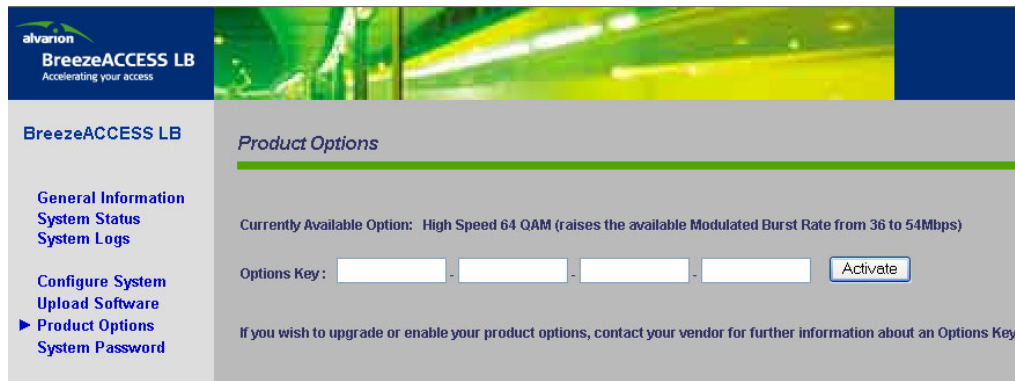 alvarion
BreezeACCESS LB
Accelerating your access
BreezeACCESS LB
General Information
System Status
System Logs
Configure System
Upload Software
Product Options
System Password
Product Options
Currently Available Option: High Speed 64 QAM (raises the available Modulated Burst Rate from 36 to 54Mbps)
Options Key: - - - Activate
If you wish to upgrade or enable your product options, contact your vendor for further information about an Options Key